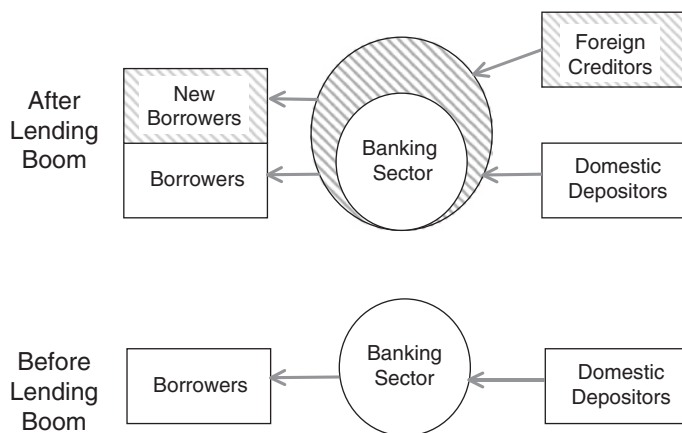 After
Lending
Boom
New
Borrowers
Borrowers
Banking
Sector
Foreign
Creditors
Domestic
Depositors
Before
Lending
Boom
Borrowers
Banking
Sector
Domestic
Depositors